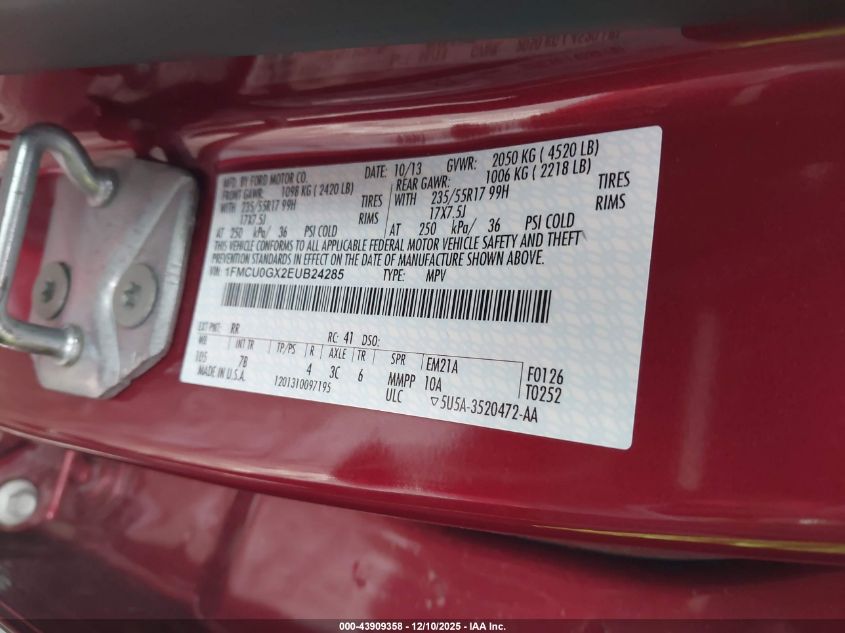 MFD. BY FORD MOTOR CO. DATE: 10/13 GVWR: 2050 KG ( 4520 LB)
FRONT GAWR: 1098 KG ( 2420 LB) REAR GAWR: 1006 KG ( 2218 LB)
WITH 235/55R17 99H TIRES WITH 235/55R17 99H TIRES
17X7.5J RIMS 17X7.5J RIMS
AT 250 kPa/ 36 PSI COLD AT 250 kPa/ 36 PSI COLD
THIS VEHICLE CONFORMS TO ALL APPLICABLE FEDERAL MOTOR VEHICLE SAFETY AND THEFT
PREVENTION STANDARDS IN EFFECT ON THE DATE OF MANUFACTURE SHOWN ABOVE.
VIN: 1FMCU0GX2EUB24285 TYPE: MPV
EXT PNT: RR RC: 41 DSO:
WB INT TR TP/PS R AXLE TR SPR EM21A F0126
105 7B 4 3C 6 MMPP 10A T0252
MADE IN U.S.A. 1201310097195 ULC ▽5U5A-3520472-AA
000-43909358 - 12/10/2025 - IAA Inc.